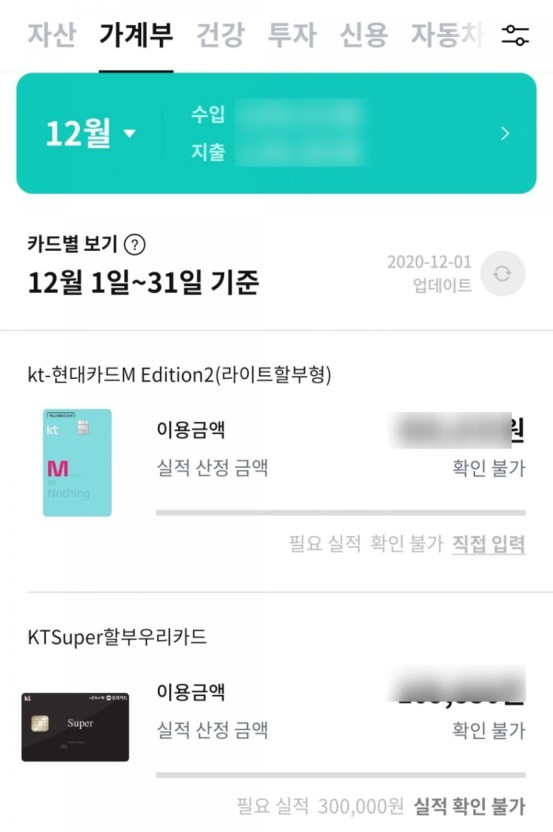 자산 가계부 건강 투자 신용 자동차
12월
수입
지출
카드별 보기 ?
12월 1일~31일 기준
2020-12-01
업데이트
kt-현대카드M Edition2(라이트할부형)
kt
M
or
Nothing
이용금액 원
실적 산정 금액 확인 불가
필요 실적 확인 불가 직접 입력
KTSuper할부우리카드
kt
Super
이용금액
실적 산정 금액 확인 불가
필요 실적 300,000원 실적 확인 불가